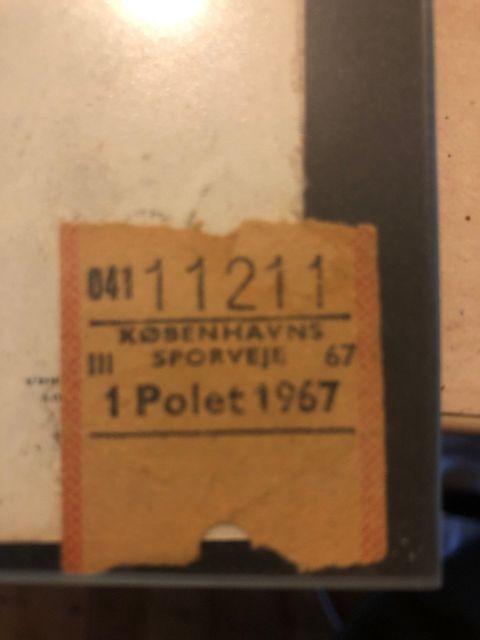 041 11211
KØBENHAVNS
III SPORVEJE 67
1 Polet 1967